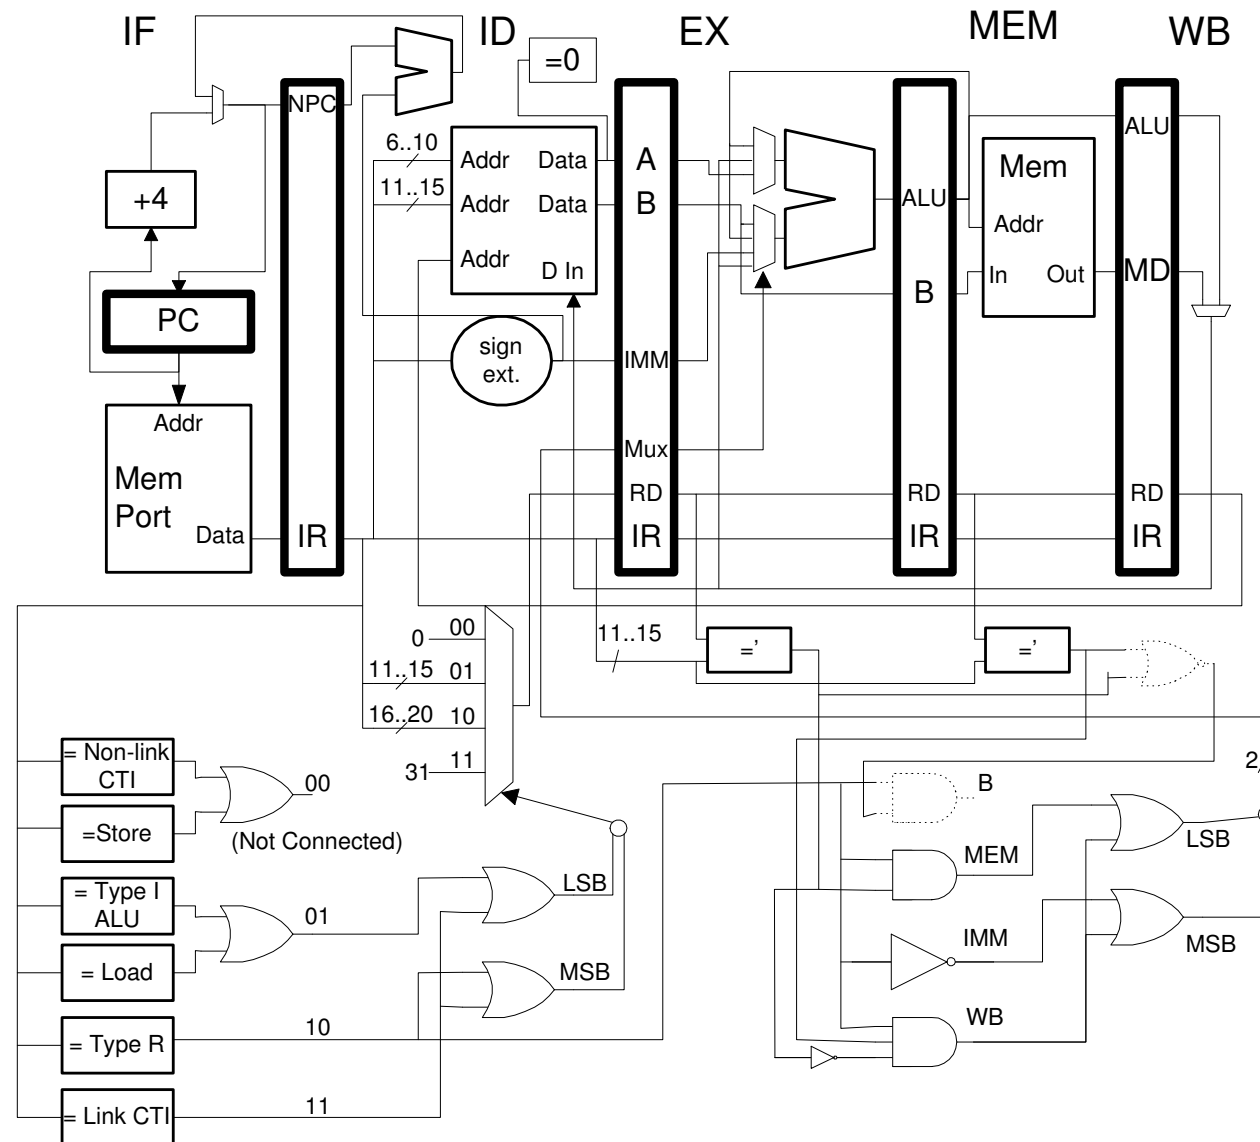 IF
ID
EX
MEM
WB
=0
NPC
+4
PC
Addr
Mem
Port
Data
IR
6..10
11..15
Addr
Data
Addr
Data
Addr
D In
sign
ext.
A
B
IMM
Mux
RD
IR
ALU
B
RD
IR
Mem
Addr
In
Out
ALU
MD
RD
IR
0
00
11..15
01
16..20
10
31
11
11..15
='
='
= Non-link
CTI
=Store
00
(Not Connected)
= Type I
ALU
= Load
01
= Type R
10
= Link CTI
11
LSB
MSB
B
MEM
IMM
WB
2
LSB
MSB